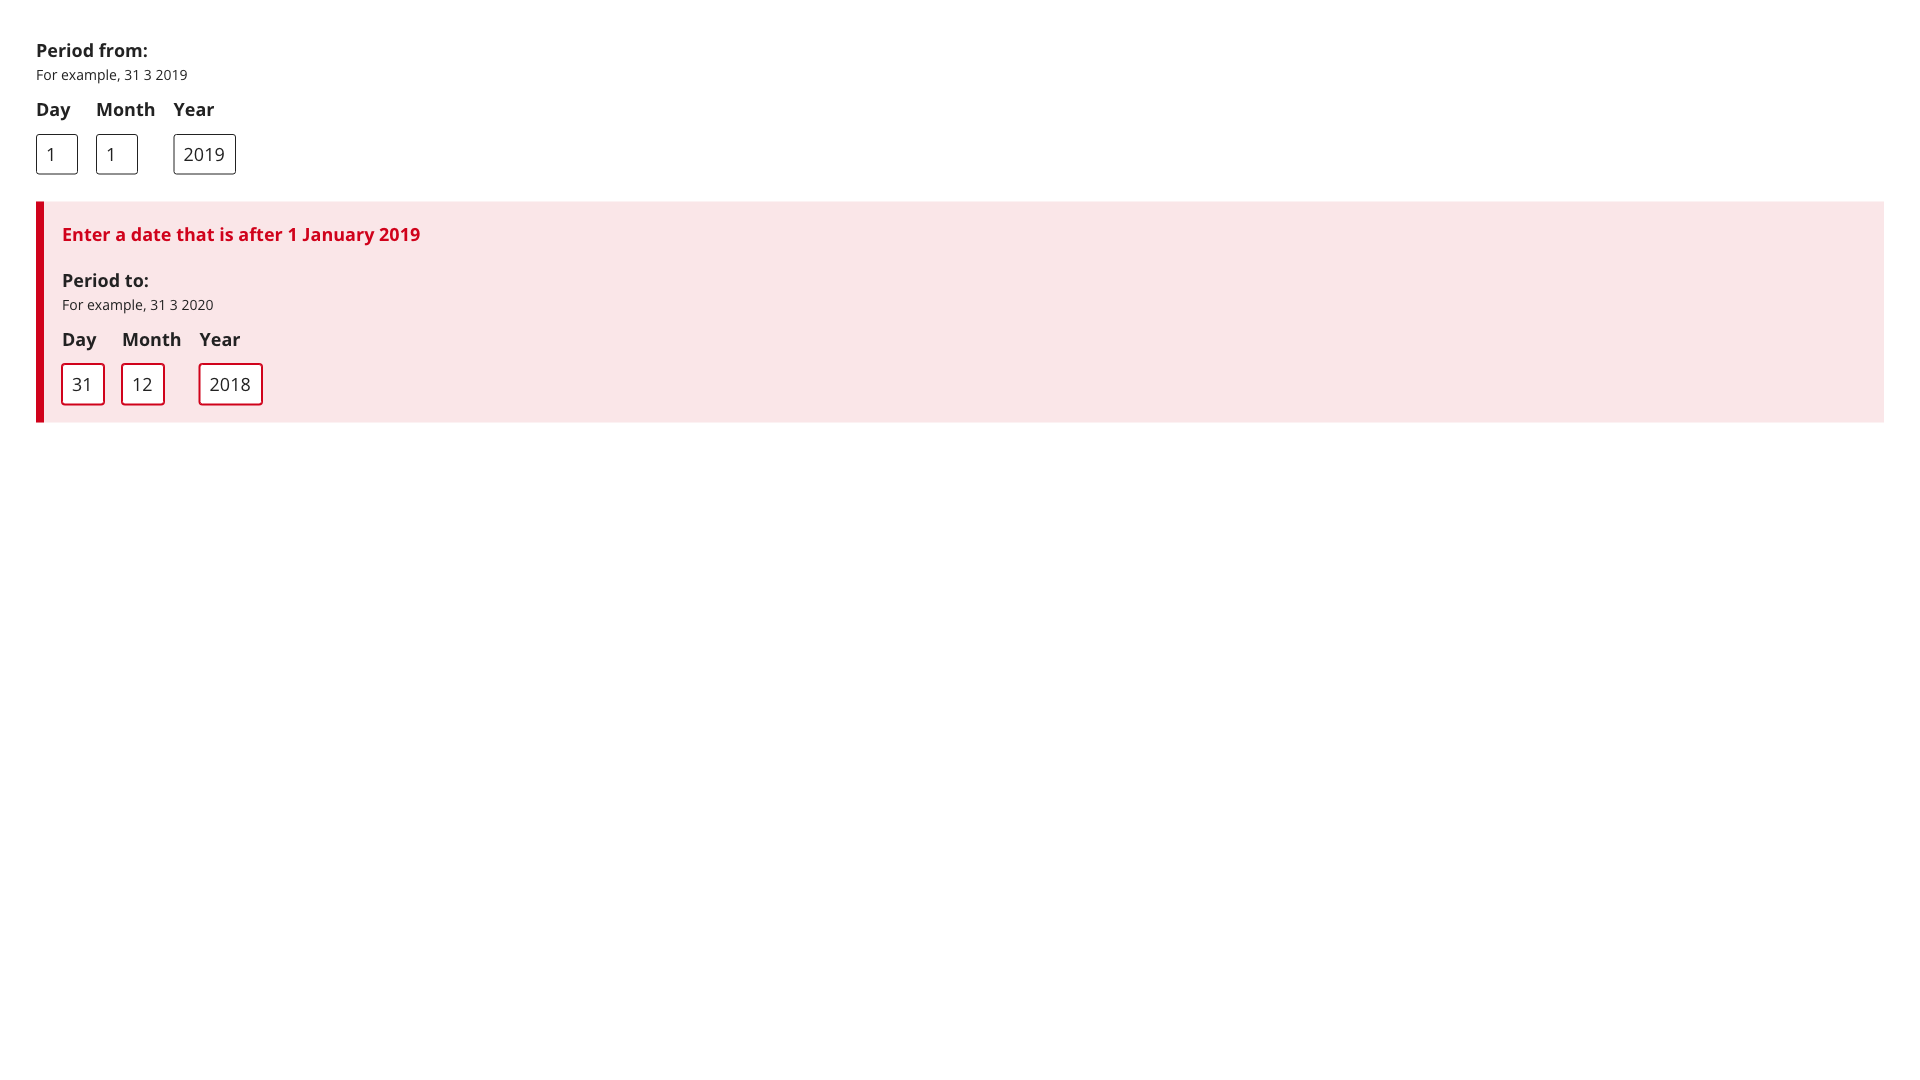 Period from:
For example, 31 3 2019
Day Month Year
1 1 2019
Enter a date that is after 1 January 2019
Period to:
For example, 31 3 2020
Day Month Year
31 12 2018